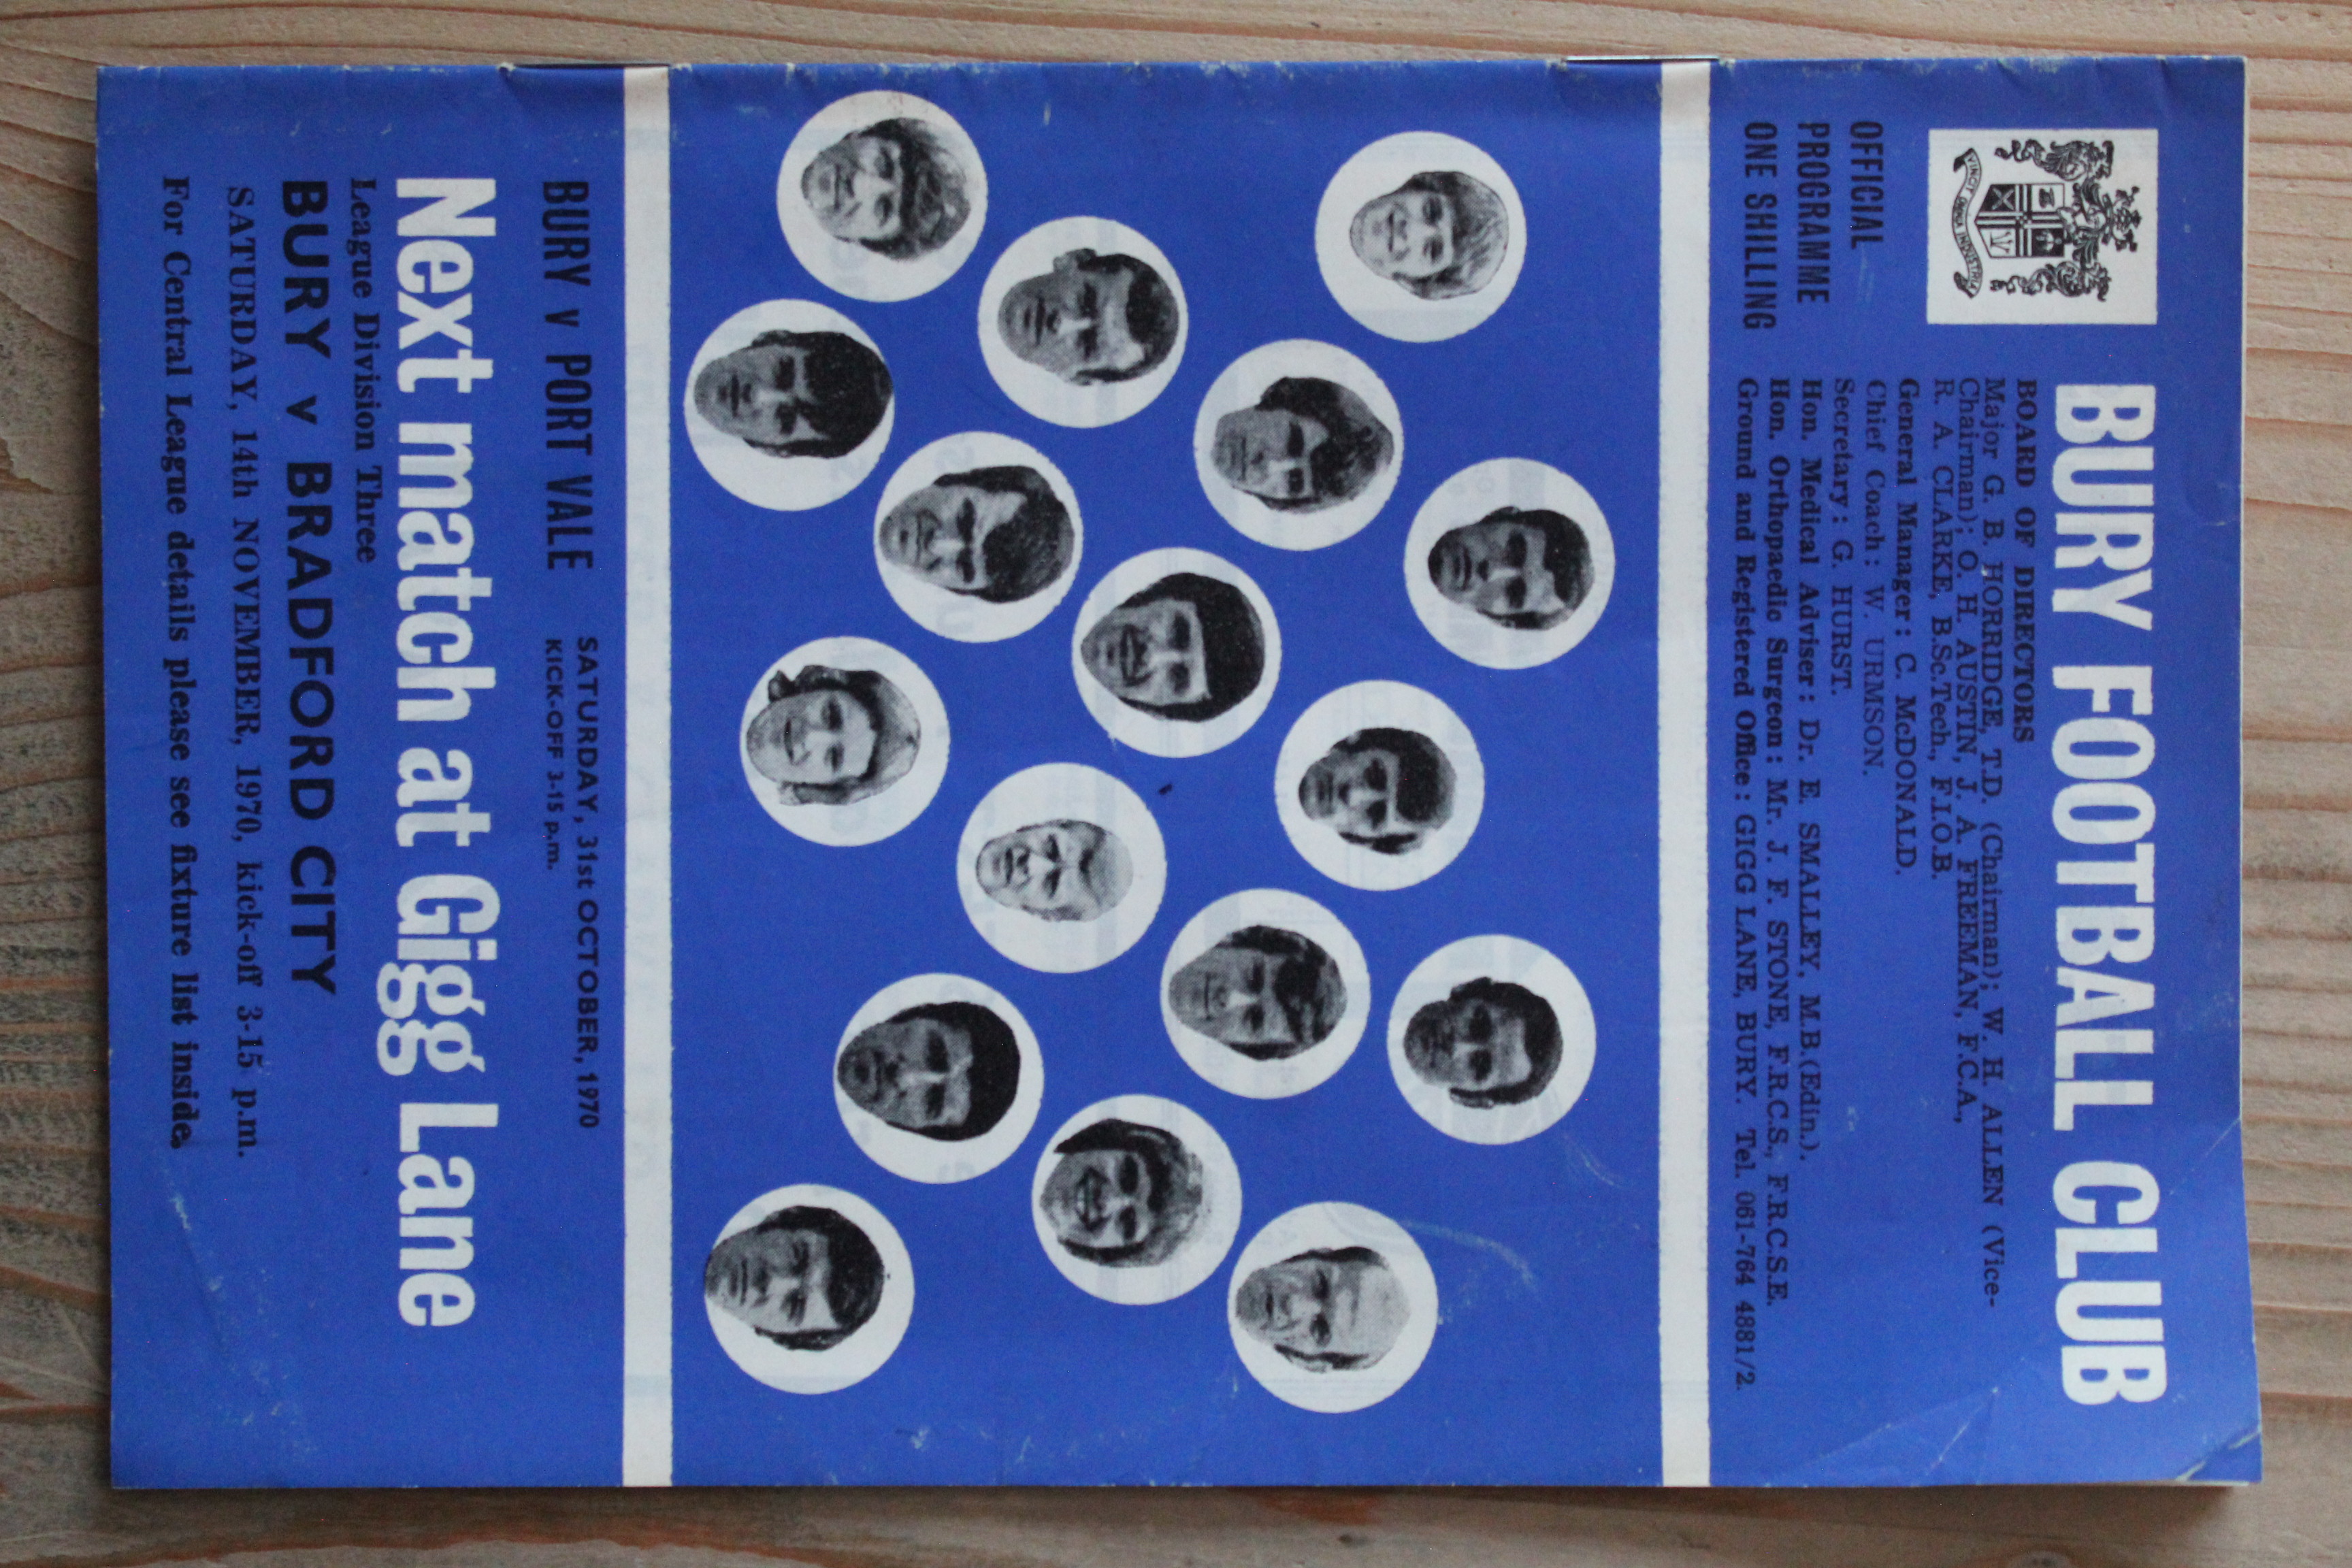 BURY FOOTBALL CLUB
VINCIT OMNIA INDUSTRIA
OFFICIAL
PROGRAMME
ONE SHILLING
BOARD OF DIRECTORS
Major G. B. HORRIDGE, T.D. (Chairman); W. H. ALLEN (Vice-
Chairman); O. H. AUSTIN, J. A. FREEMAN, F.C.A.,
R. A. CLARKE, B.Sc.Tech., F.I.O.B.
General Manager: C. McDONALD.
Chief Coach: W. URMSON.
Secretary: G. HURST.
Hon. Medical Adviser: Dr. E. SMALLEY, M.B.(Edin.).
Hon. Orthopaedic Surgeon: Mr. J. F. STONE, F.R.C.S., F.R.C.S.E.
Ground and Registered Office: GIGG LANE, BURY. Tel. 061-764 4881/2.
BURY v PORT VALE
SATURDAY, 31st OCTOBER, 1970
KICK-OFF 3-15 p.m.
Next match at Gigg Lane
League Division Three
BURY v BRADFORD CITY
SATURDAY, 14th NOVEMBER, 1970, kick-off 3-15 p.m.
For Central League details please see fixture list inside.